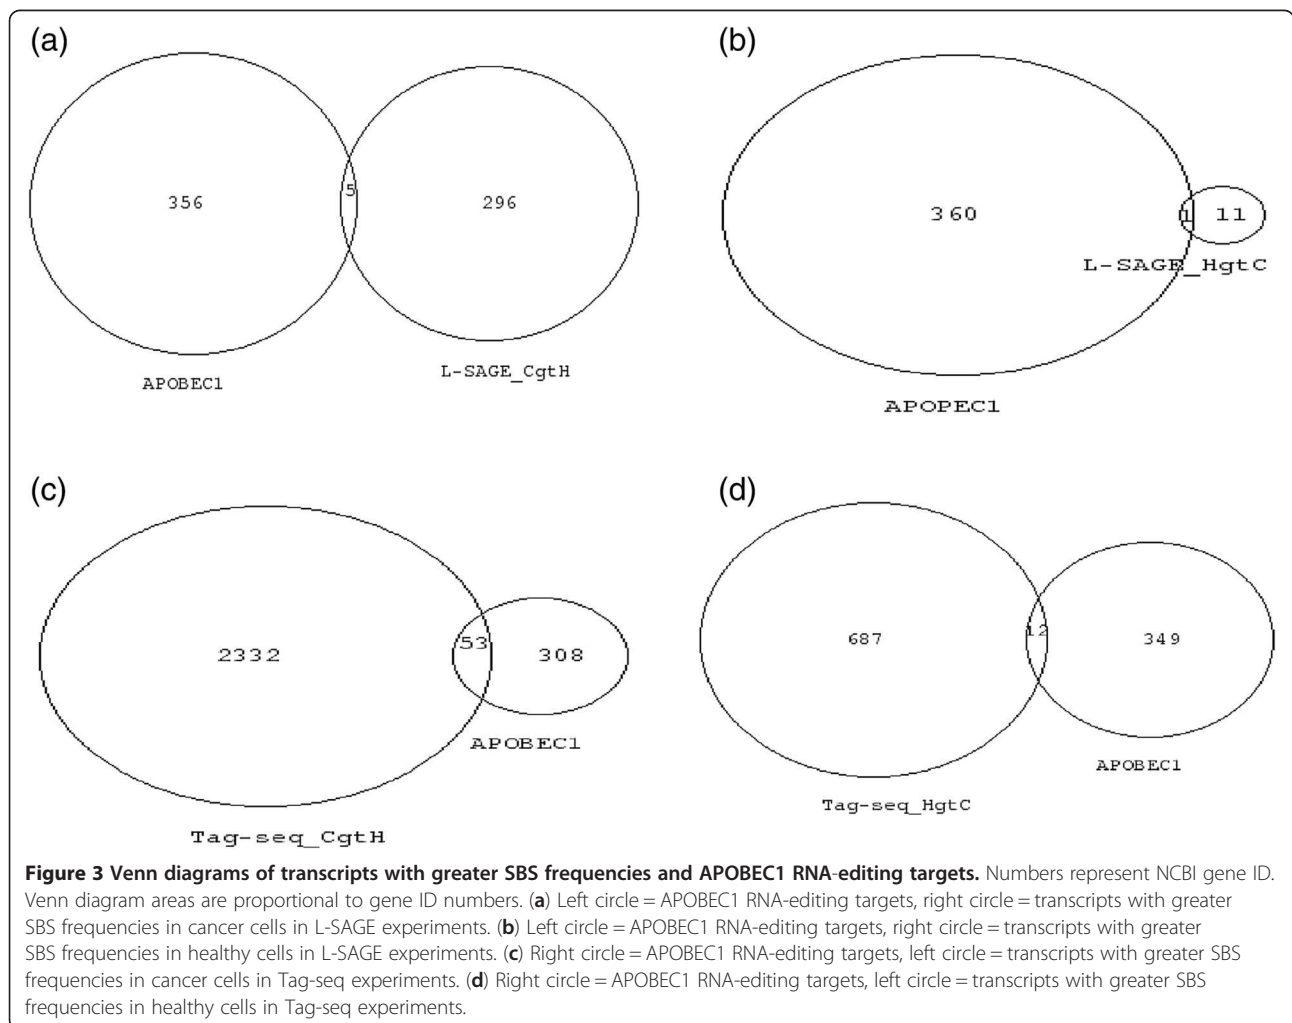 (a)
356
5
296
APOBEC1
L-SAGE_CgtH
(b)
360
1
11
L-SAGE_HgtC
APOPEC1
(c)
2332
53
308
APOBEC1
Tag-seq_CgtH
(d)
687
12
349
APOBEC1
Tag-seq_HgtC
Figure 3 Venn diagrams of transcripts with greater SBS frequencies and APOBEC1 RNA-editing targets. Numbers represent NCBI gene ID.
Venn diagram areas are proportional to gene ID numbers. (a) Left circle = APOBEC1 RNA-editing targets, right circle = transcripts with greater
SBS frequencies in cancer cells in L-SAGE experiments. (b) Left circle = APOBEC1 RNA-editing targets, right circle = transcripts with greater
SBS frequencies in healthy cells in L-SAGE experiments. (c) Right circle = APOBEC1 RNA-editing targets, left circle = transcripts with greater SBS
frequencies in cancer cells in Tag-seq experiments. (d) Right circle = APOBEC1 RNA-editing targets, left circle = transcripts with greater SBS
frequencies in healthy cells in Tag-seq experiments.